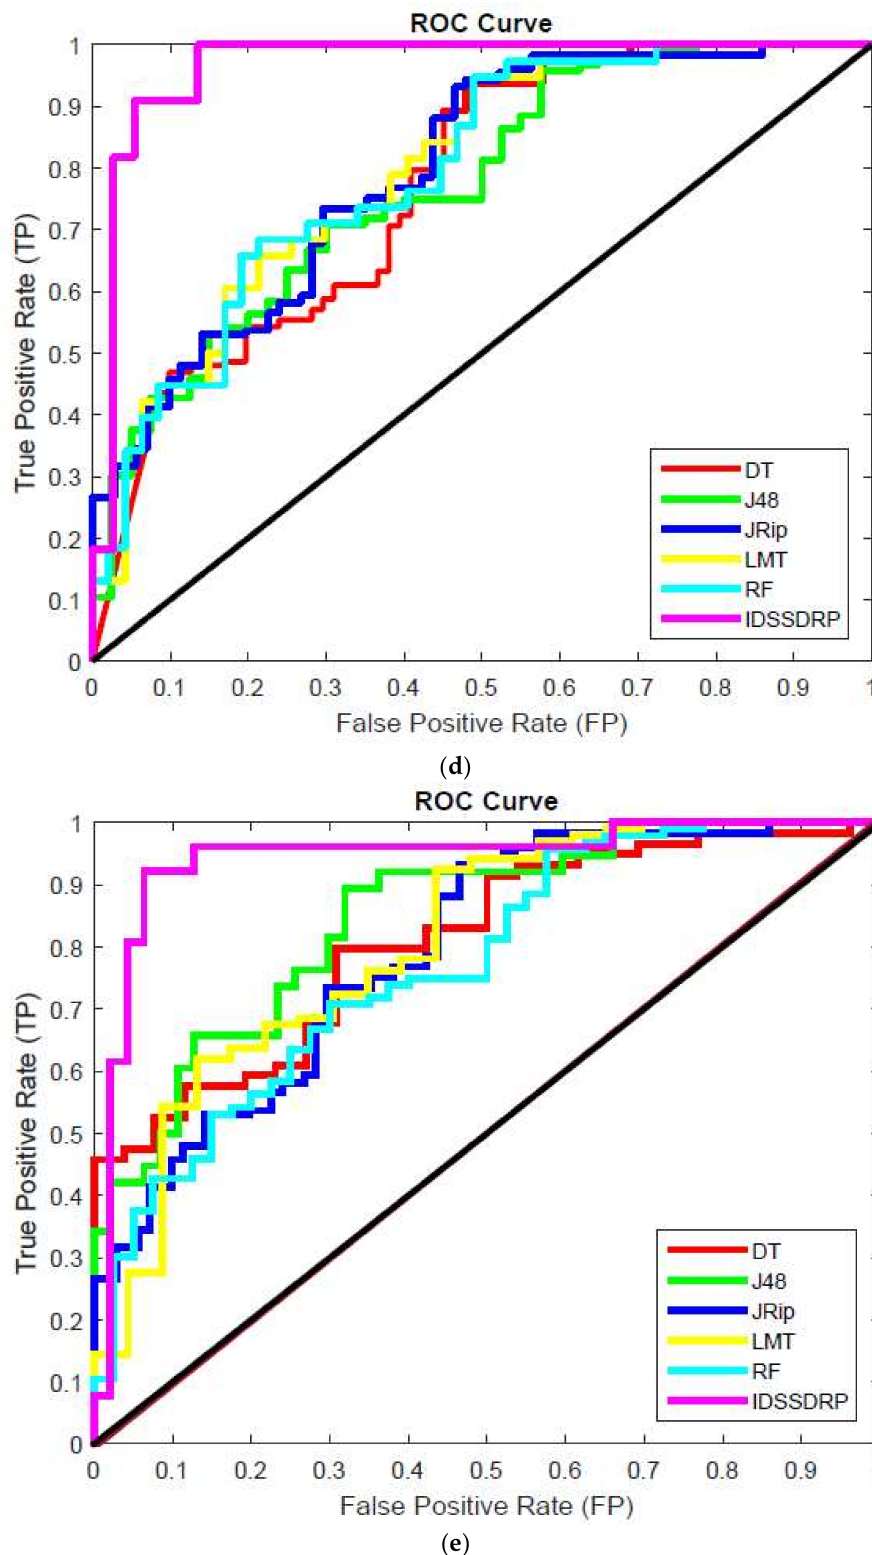 ROC Curve
1
0.9
0.8
0.7
0.6
0.5
0.4
0.3
0.2
0.1
0
True Positive Rate (TP)
DT
J48
JRip
LMT
RF
IDSSDRP
0 0.1 0.2 0.3 0.4 0.5 0.6 0.7 0.8 0.9 1
False Positive Rate (FP)
(d)
ROC Curve
1
0.9
0.8
0.7
0.6
0.5
0.4
0.3
0.2
0.1
0
True Positive Rate (TP)
DT
J48
JRip
LMT
RF
IDSSDRP
0 0.1 0.2 0.3 0.4 0.5 0.6 0.7 0.8 0.9
False Positive Rate (FP)
(e)